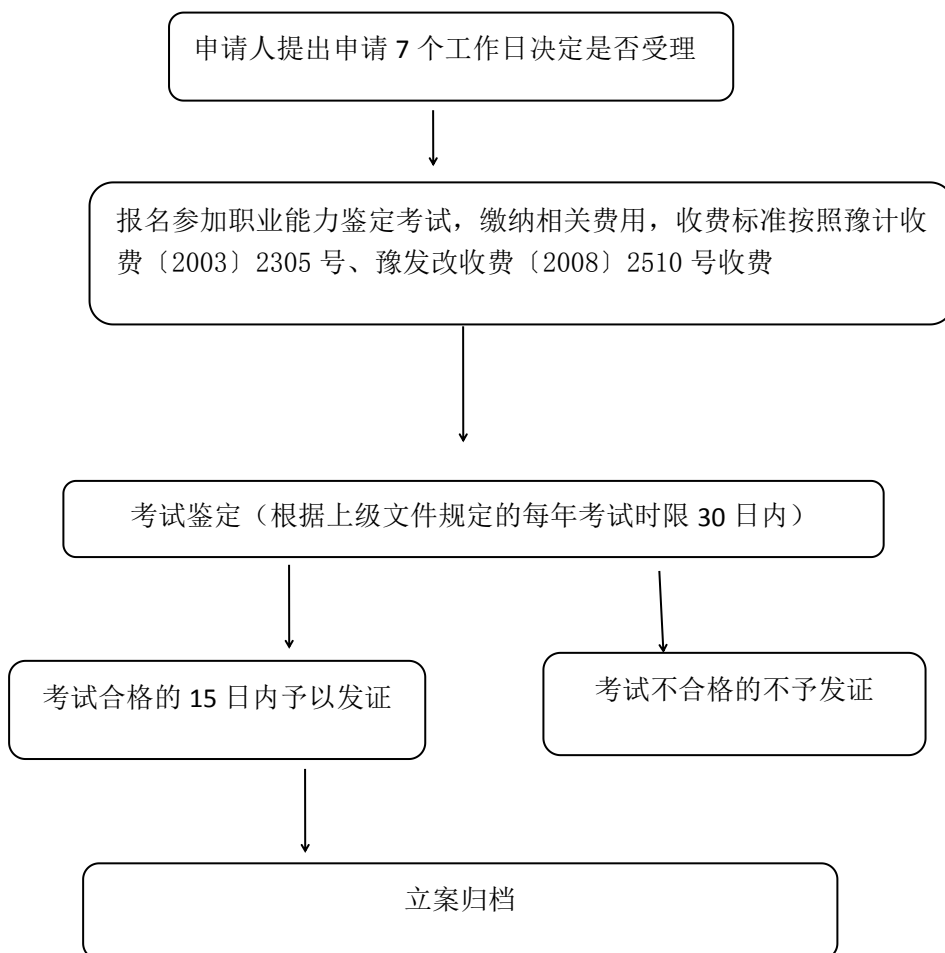 申请人提出申请 7 个工作日决定是否受理
报名参加职业能力鉴定考试，缴纳相关费用，收费标准按照豫计收
费〔2003〕2305 号、豫发改收费〔2008〕2510 号收费
考试鉴定（根据上级文件规定的每年考试时限 30 日内）
考试合格的 15 日内予以发证
考试不合格的不予发证
立案归档